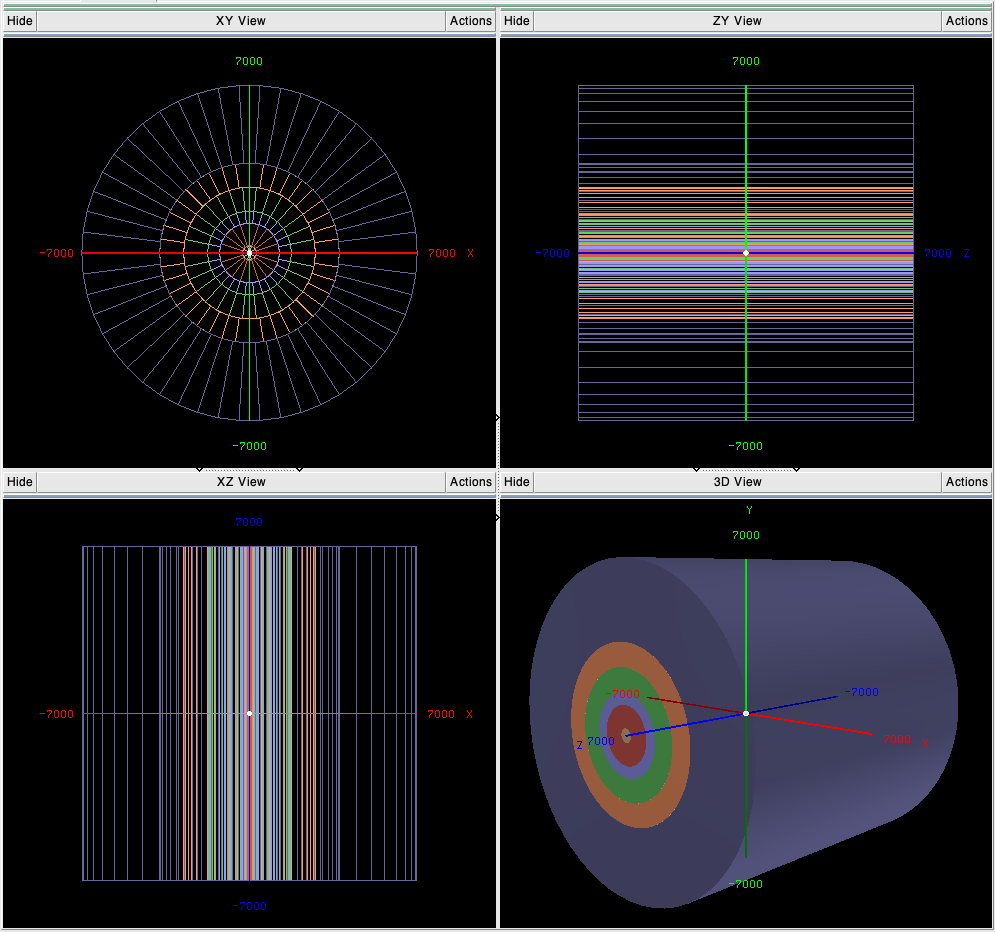 Hide XY View Actions
7000
-7000 7000 X
-7000
Hide ZY View Actions
7000
-7000 7000 Z
-7000
Hide XZ View Actions
7000
-7000 7000 X
-7000
Hide 3D View Actions
Y
7000
-7000 -7000
Z 7000 7000
-7000